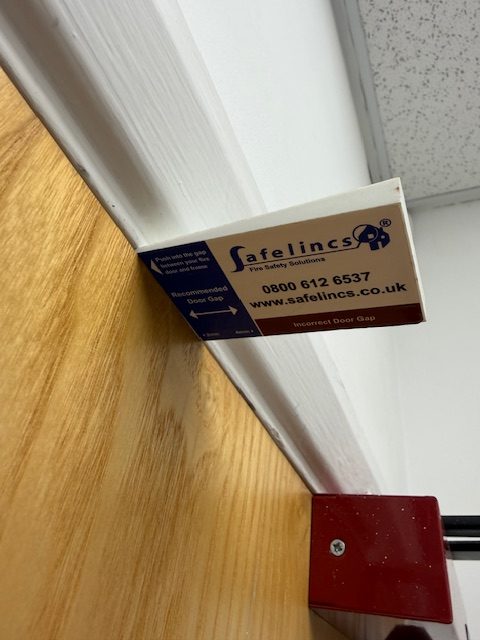 Push into the gap
between your fire
door and frame
Recommended
Door Gap
Safelincs®
Fire Safety Solutions
0800 612 6537
www.safelincs.co.uk
Incorrect Door Gap